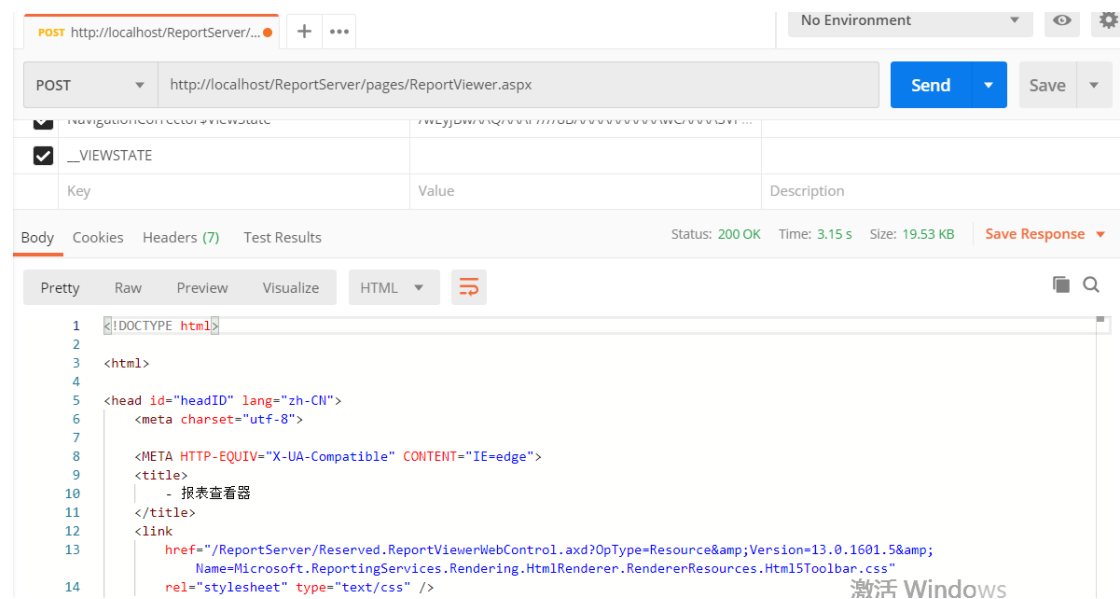 POST http://localhost/ReportServer/... + ••• No Environment
POST http://localhost/ReportServer/pages/ReportViewer.aspx Send Save
NavigationCorrector$ViewState
__VIEWSTATE
Key Value Description
Body Cookies Headers (7) Test Results Status: 200 OK Time: 3.15 s Size: 19.53 KB Save Response
Pretty Raw Preview Visualize HTML
1 <!DOCTYPE html>
2
3 <html>
4
5 <head id="headID" lang="zh-CN">
6 <meta charset="utf-8">
7
8 <META HTTP-EQUIV="X-UA-Compatible" CONTENT="IE=edge">
9 <title>
10 - 报表查看器
11 </title>
12 <link
13 href="/ReportServer/Reserved.ReportViewerWebControl.axd?OpType=Resource&amp;Version=13.0.1601.5&amp;
Name=Microsoft.ReportingServices.Rendering.HtmlRenderer.RendererResources.Html5Toolbar.css"
14 rel="stylesheet" type="text/css" />
激活 Windows